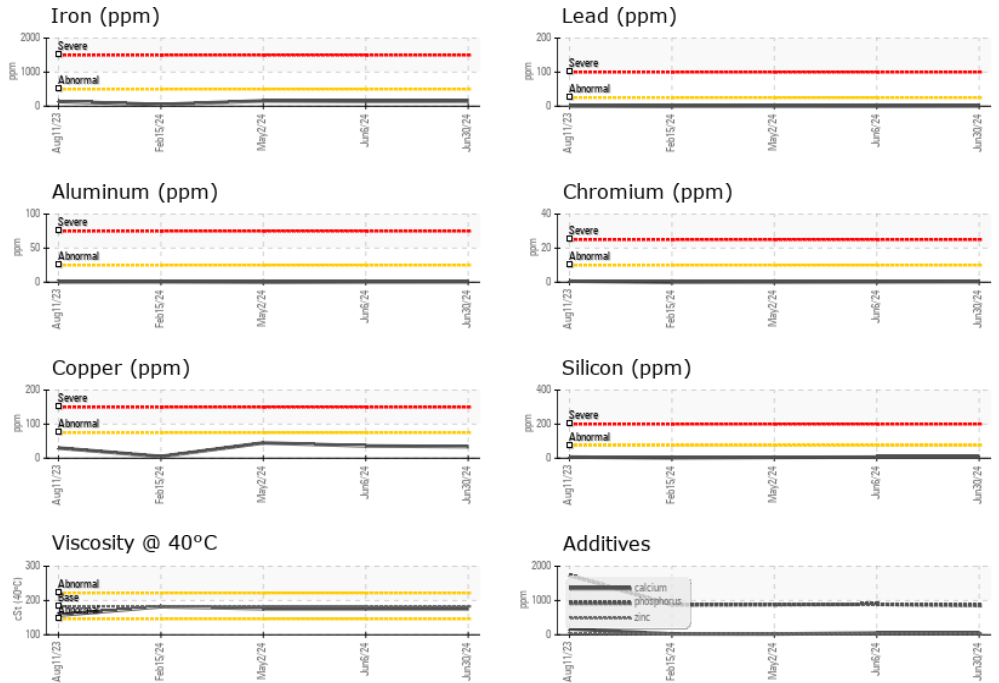 Iron (ppm)
2000
1000
0
ppm
Severe
Abnormal
Aug11/23
Feb15/24
May2/24
Jun6/24
Jun30/24
Lead (ppm)
200
100
0
ppm
Severe
Abnormal
Aug11/23
Feb15/24
May2/24
Jun6/24
Jun30/24
Aluminum (ppm)
100
50
0
ppm
Severe
Abnormal
Aug11/23
Feb15/24
May2/24
Jun6/24
Jun30/24
Chromium (ppm)
40
20
0
ppm
Severe
Abnormal
Aug11/23
Feb15/24
May2/24
Jun6/24
Jun30/24
Copper (ppm)
200
100
0
ppm
Severe
Abnormal
Aug11/23
Feb15/24
May2/24
Jun6/24
Jun30/24
Silicon (ppm)
400
200
0
ppm
Severe
Abnormal
Aug11/23
Feb15/24
May2/24
Jun6/24
Jun30/24
Viscosity @ 40°C
300
200
100
cSt (40°C)
Abnormal
Base
Abnormal
Aug11/23
Feb15/24
May2/24
Jun6/24
Jun30/24
Additives
2000
1000
0
ppm
calcium
phosphorus
zinc
Aug11/23
Feb15/24
May2/24
Jun6/24
Jun30/24